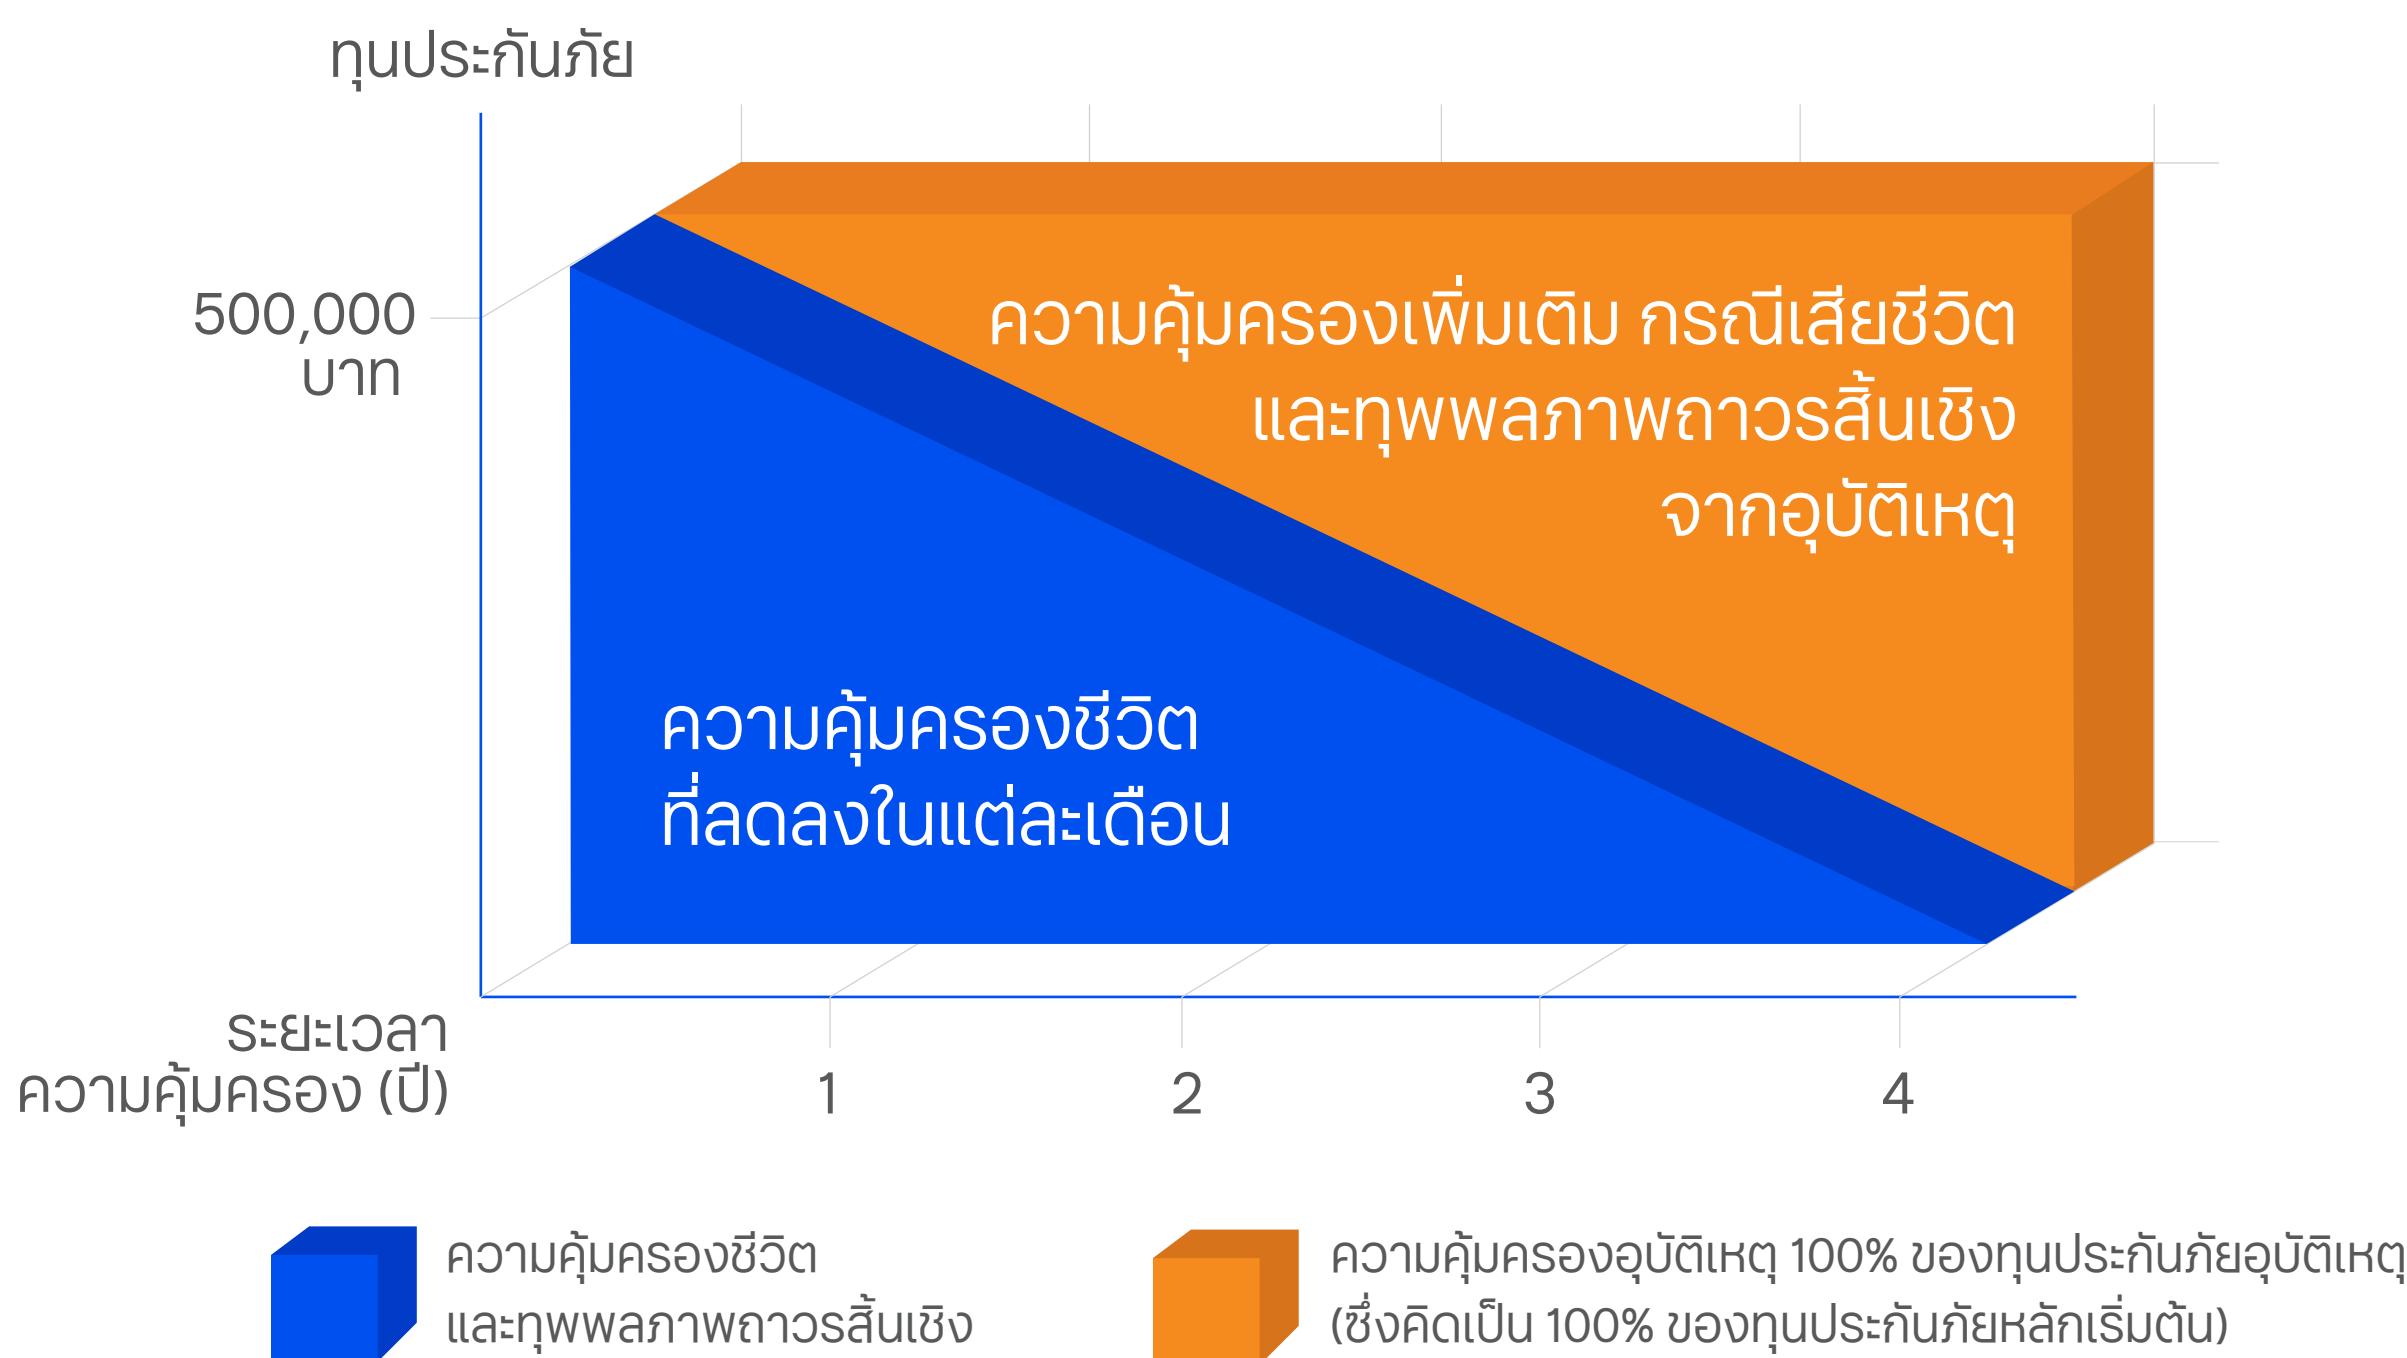 ทุนประกันภัย
500,000
บาท
ความคุ้มครองเพิ่มเติม กรณีเสียชีวิต
และทุพพลภาพถาวรสิ้นเชิง
จากอุบัติเหตุ
ความคุ้มครองชีวิต
ที่ลดลงในแต่ละเดือน
ระยะเวลา
ความคุ้มครอง (ปี)
1 2 3 4
ความคุ้มครองชีวิต
และทุพพลภาพถาวรสิ้นเชิง
ความคุ้มครองอุบัติเหตุ 100% ของทุนประกันภัยอุบัติเหตุ
(ซึ่งคิดเป็น 100% ของทุนประกันภัยหลักเริ่มต้น)